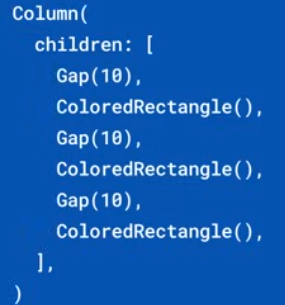 Column(
  children: [
    Gap(10),
    ColoredRectangle(),
    Gap(10),
    ColoredRectangle(),
    Gap(10),
    ColoredRectangle(),
  ],
)